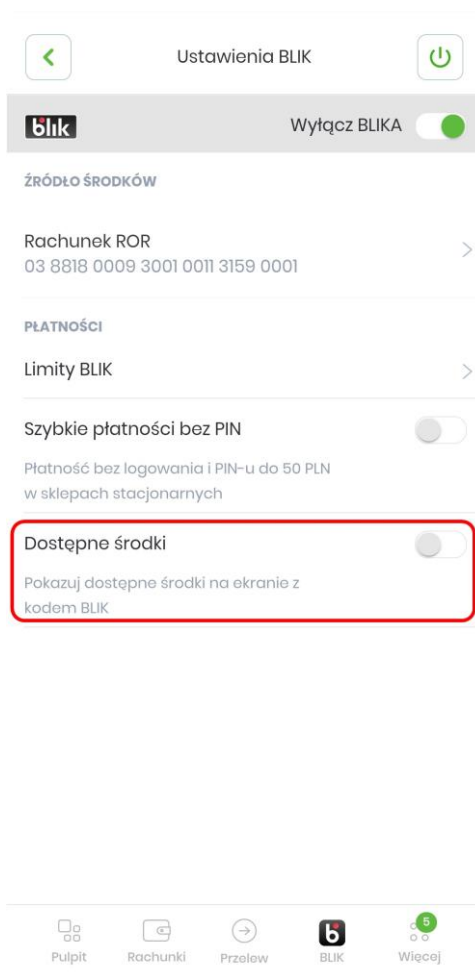 Ustawienia BLIK
blik
Wyłącz BLIKA
ŹRÓDŁO ŚRODKÓW
Rachunek ROR
03 8818 0009 3001 0011 3159 0001
PŁATNOŚCI
Limity BLIK
Szybkie płatności bez PIN
Płatność bez logowania i PIN-u do 50 PLN
w sklepach stacjonarnych
Dostępne środki
Pokazuj dostępne środki na ekranie z
kodem BLIK
5
Pulpit
Rachunki
Przelew
BLIK
Więcej